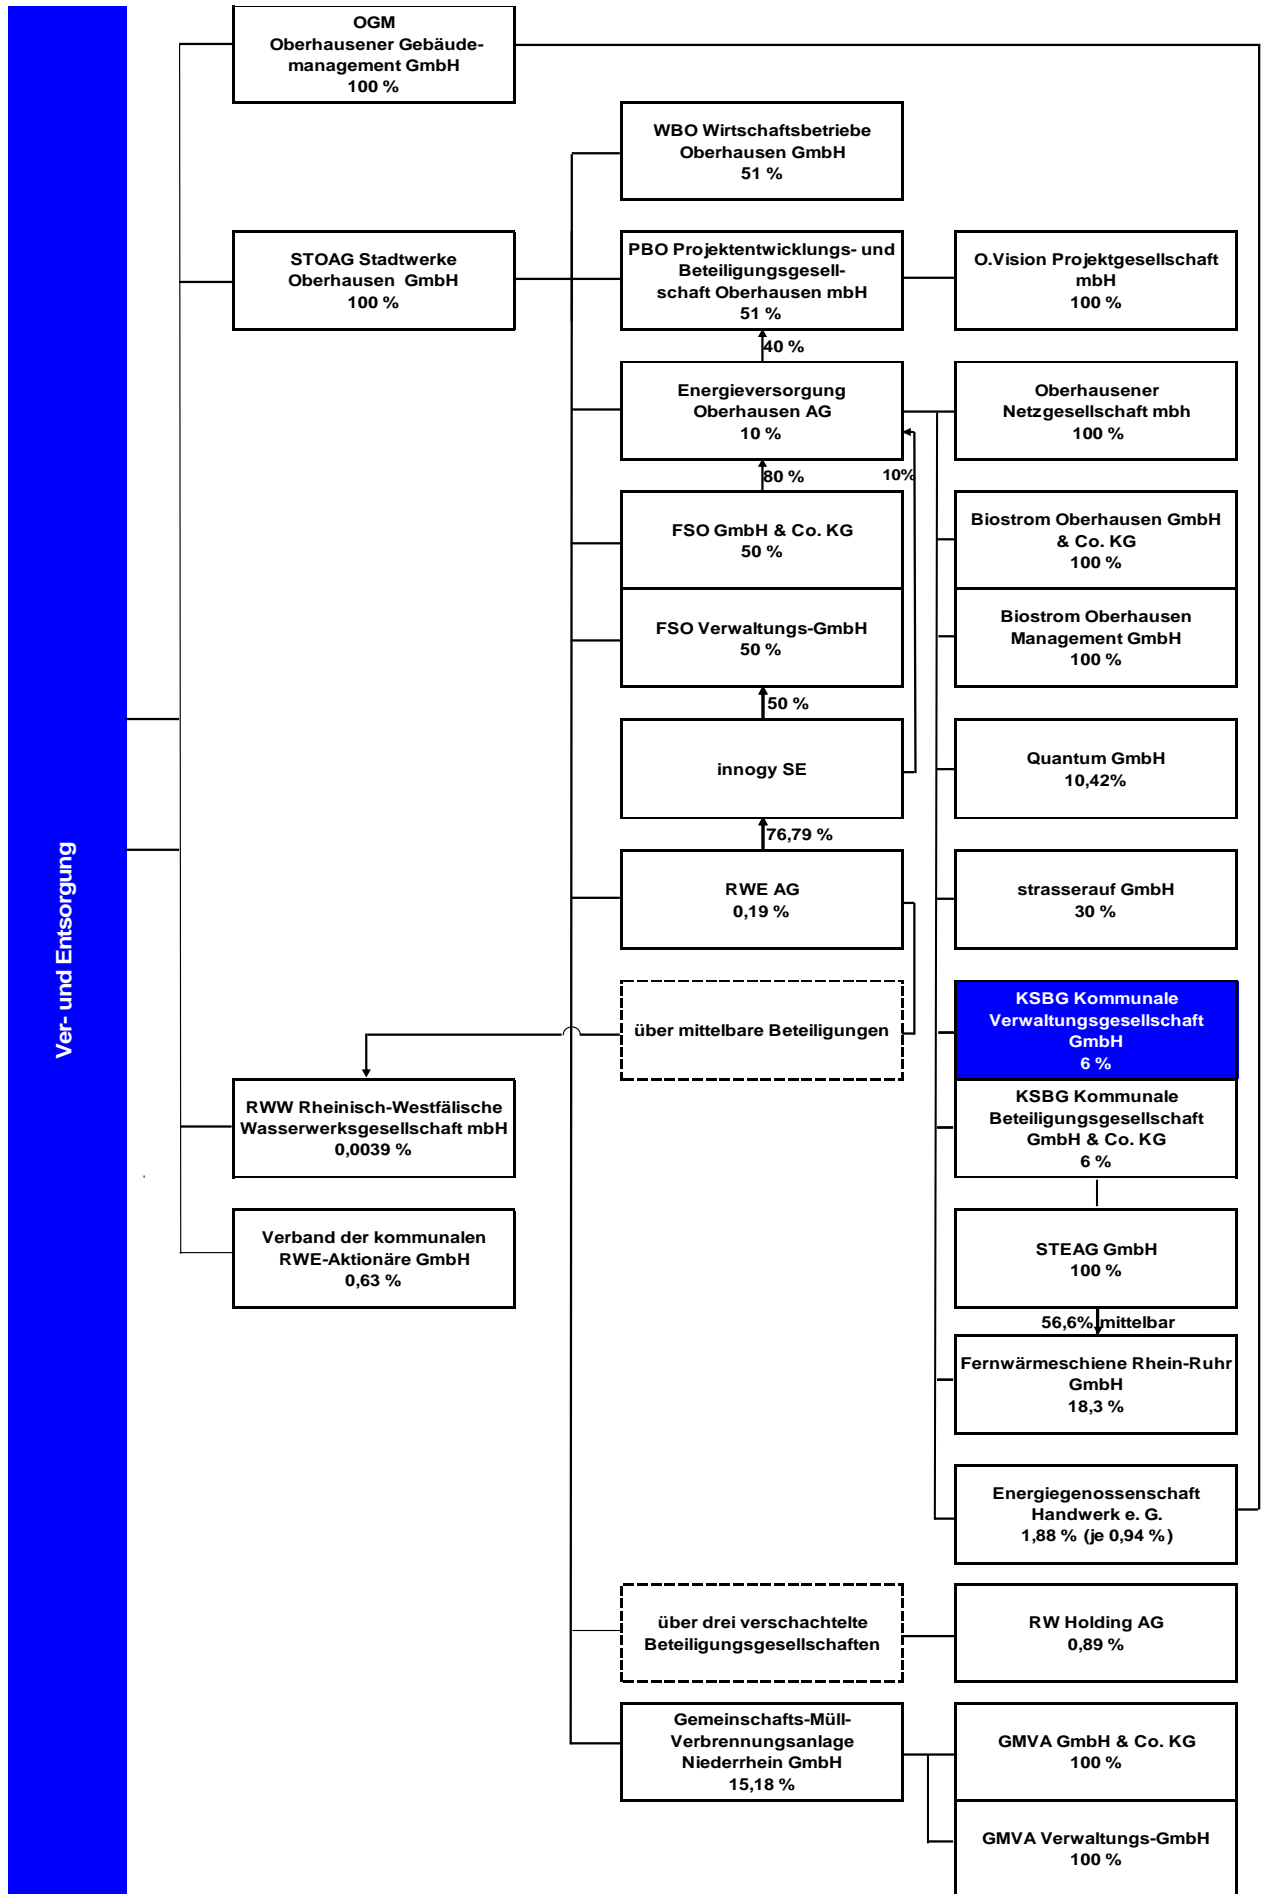 Ver- und Entsorgung
OGM
Oberhausener Gebäude-
management GmbH
100 %
WBO Wirtschaftsbetriebe
Oberhausen GmbH
51 %
STOAG Stadtwerke
Oberhausen GmbH
100 %
PBO Projektentwicklungs- und
Beteiligungsgesell-
schaft Oberhausen mbH
51 %
O.Vision Projektgesellschaft
mbH
100 %
40 %
Energieversorgung
Oberhausen AG
10 %
Oberhausener
Netzgesellschaft mbh
100 %
80 %
10%
FSO GmbH & Co. KG
50 %
Biostrom Oberhausen GmbH
& Co. KG
100 %
FSO Verwaltungs-GmbH
50 %
Biostrom Oberhausen
Management GmbH
100 %
50 %
innogy SE
Quantum GmbH
10,42%
76,79 %
RWE AG
0,19 %
strasserauf GmbH
30 %
über mittelbare Beteiligungen
KSBG Kommunale
Verwaltungsgesellschaft
GmbH
6 %
RWW Rheinisch-Westfälische
Wasserwerksgesellschaft mbH
0,0039 %
KSBG Kommunale
Beteiligungsgesellschaft
GmbH & Co. KG
6 %
Verband der kommunalen
RWE-Aktionäre GmbH
0,63 %
STEAG GmbH
100 %
56,6% mittelbar
Fernwärmeschiene Rhein-Ruhr
GmbH
18,3 %
Energiegenossenschaft
Handwerk e. G.
1,88 % (je 0,94 %)
über drei verschachtelte
Beteiligungsgesellschaften
RW Holding AG
0,89 %
Gemeinschafts-Müll-
Verbrennungsanlage
Niederrhein GmbH
15,18 %
GMVA GmbH & Co. KG
100 %
GMVA Verwaltungs-GmbH
100 %